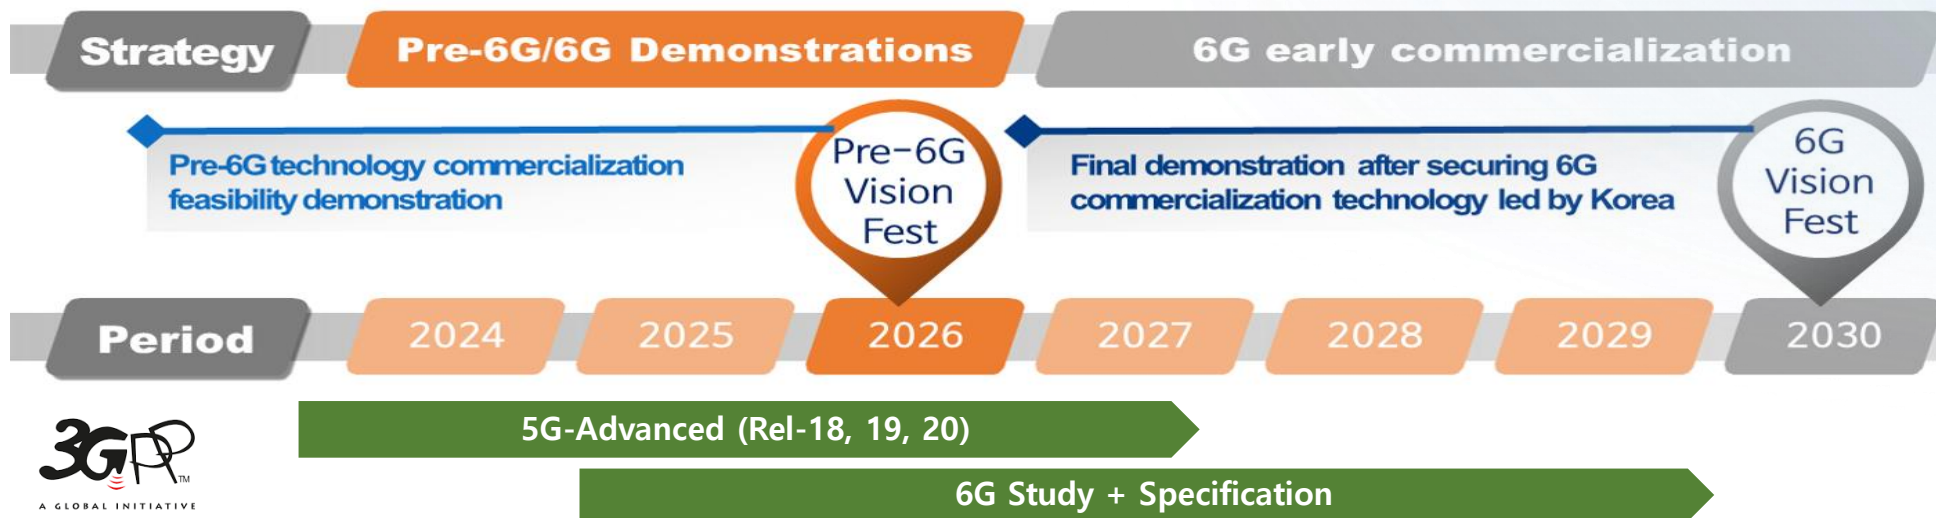 Strategy
Pre-6G/6G Demonstrations
6G early commercialization
Pre-6G technology commercialization
feasibility demonstration
Pre-6G
Vision
Fest
Final demonstration after securing 6G
commercialization technology led by Korea
6G
Vision
Fest
Period
2024
2025
2026
2027
2028
2029
2030
3GPP
TM
A GLOBAL INITIATIVE
5G-Advanced (Rel-18, 19, 20)
6G Study + Specification